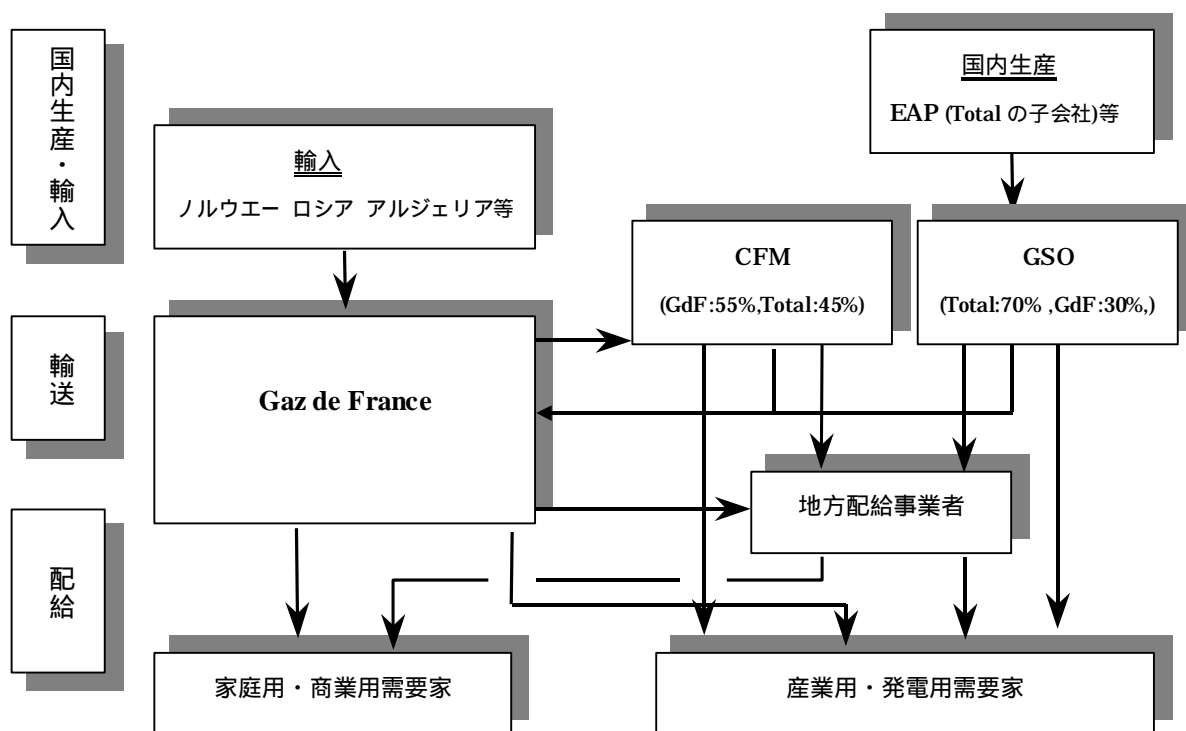 国内生産・輸入
国内生産
EAP (Total の子会社)等
輸入
ノルウエー ロシア アルジェリア等
CFM
(GdF:55%,Total:45%)
GSO
(Total:70% ,GdF:30%,)
輸送
Gaz de France
地方配給事業者
配給
家庭用・商業用需要家
産業用・発電用需要家